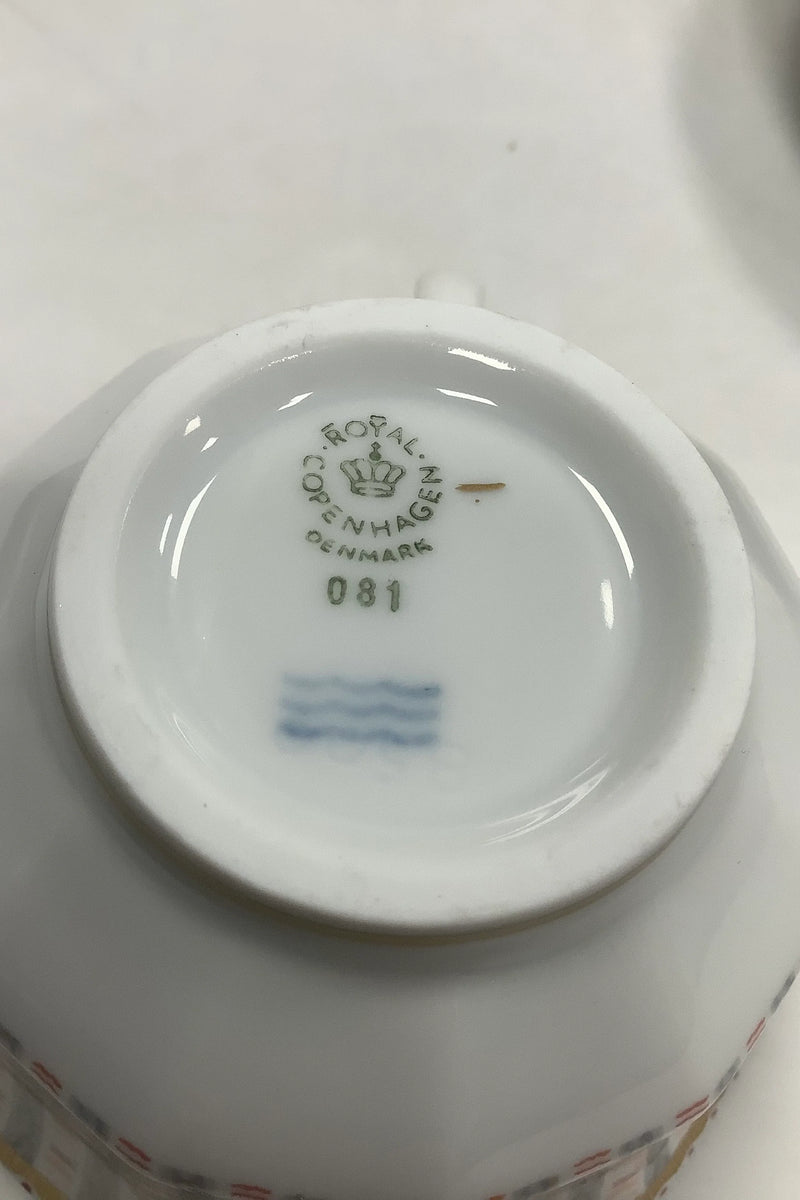 ROYAL
COPENHAGEN
DENMARK
081